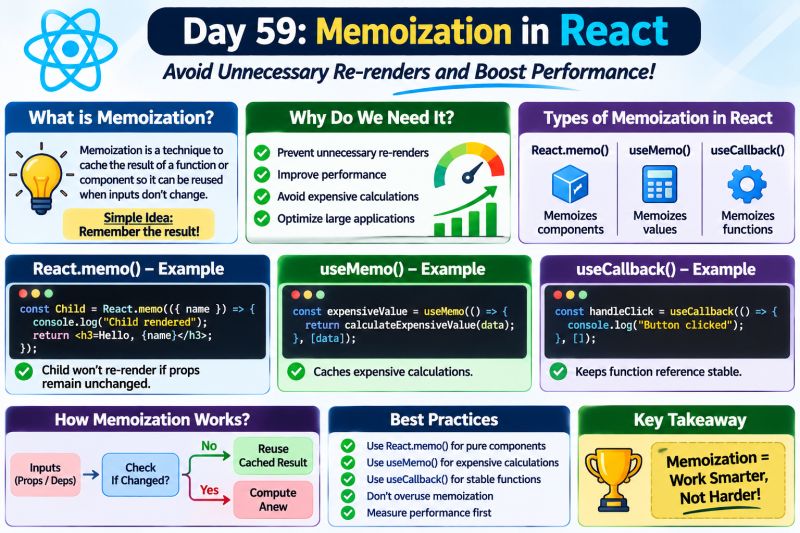 Day 59: Memoization in React
Avoid Unnecessary Re-renders and Boost Performance!
What is Memoization?
Memoization is a technique to
cache the result of a function or
component so it can be reused
when inputs don't change.
Simple Idea:
Remember the result!
Why Do We Need It?
Prevent unnecessary re-renders
Improve performance
Avoid expensive calculations
Optimize large applications
Types of Memoization in React
React.memo()
Memoizes
components
useMemo()
Memoizes
values
useCallback()
Memoizes
functions
React.memo() – Example
const Child = React.memo(({ name }) => {
console.log("Child rendered");
return <h3=Hello, {name}</h3>;
});
Child won't re-render if props
remain unchanged.
useMemo() – Example
const expensiveValue = useMemo(() => {
return calculateExpensiveValue(data);
}, [data]);
Caches expensive calculations.
useCallback() – Example
const handleClick = useCallback(() => {
console.log("Button clicked");
}, []);
Keeps function reference stable.
How Memoization Works?
Inputs
(Props / Deps)
Check
If Changed?
No
Reuse
Cached Result
Yes
Compute
Anew
Best Practices
Use React.memo() for pure components
Use useMemo() for expensive calculations
Use useCallback() for stable functions
Don't overuse memoization
Measure performance first
Key Takeaway
Memoization =
Work Smarter,
Not Harder!